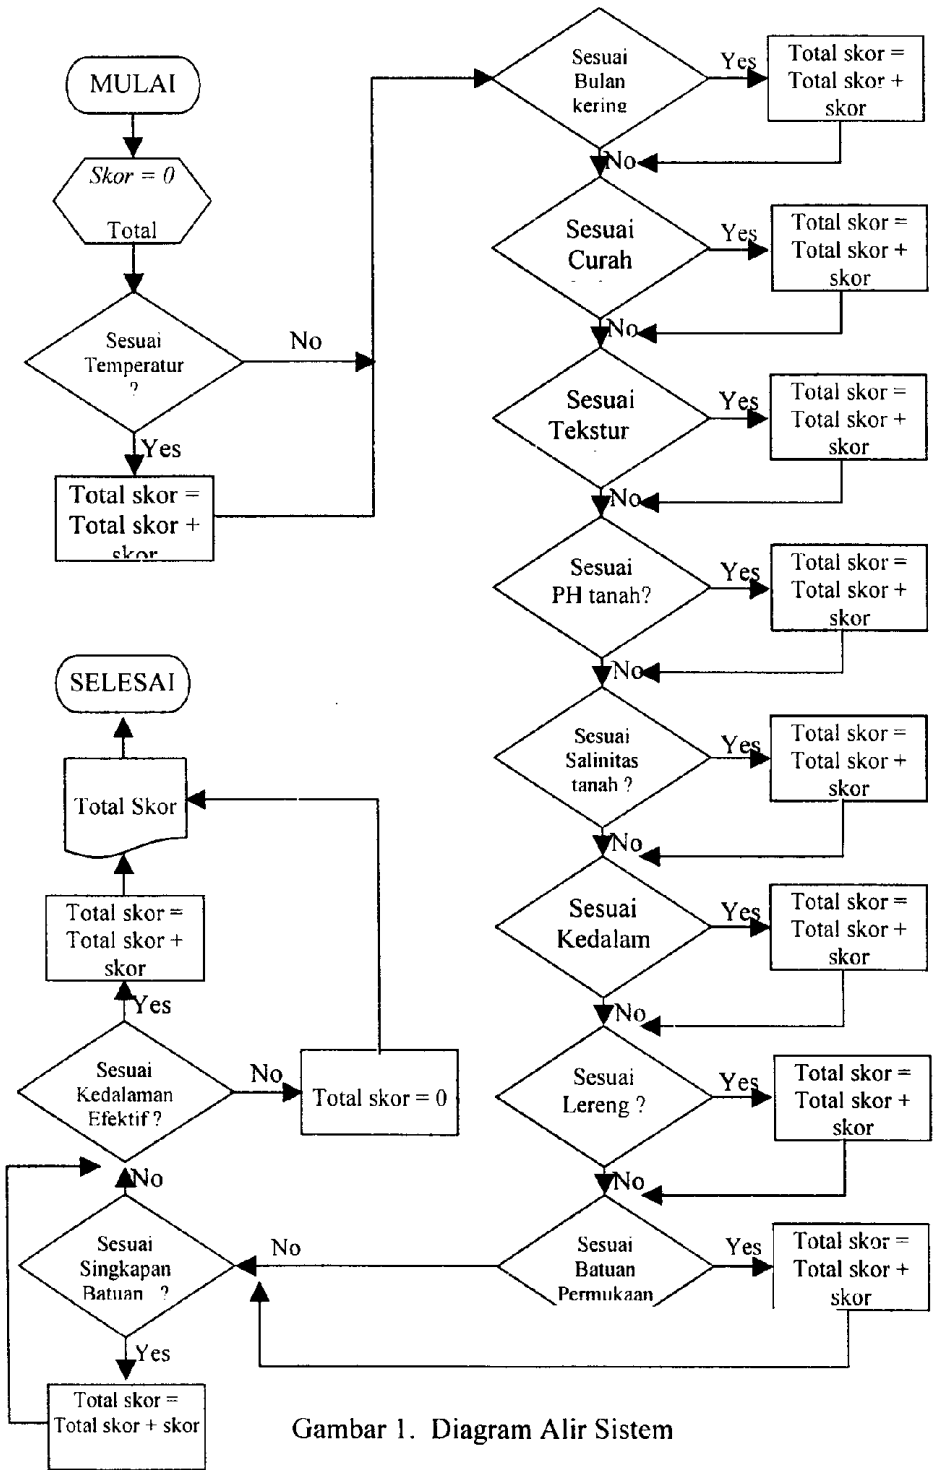 MULAI
Skor = 0
Total
Sesuai
Temperatur
?
No
Yes
Total skor =
Total skor +
skor
Sesuai
Bulan
kering
Yes
Total skor =
Total skor +
skor
No
Sesuai
Curah
Yes
Total skor =
Total skor +
skor
No
Sesuai
Tekstur
Yes
Total skor =
Total skor +
skor
No
Sesuai
PH tanah?
Yes
Total skor =
Total skor +
skor
No
Sesuai
Salinitas
tanah ?
Yes
Total skor =
Total skor +
skor
No
Sesuai
Kedalam
Yes
Total skor =
Total skor +
skor
No
Sesuai
Lereng ?
Yes
Total skor =
Total skor +
skor
No
Sesuai
Batuan
Permukaan
Yes
Total skor =
Total skor +
skor
No
Sesuai
Singkapan
Batuan ?
Yes
Total skor =
Total skor + skor
No
Sesuai
Kedalaman
Efektif ?
No
Total skor = 0
Yes
Total skor =
Total skor +
skor
Total Skor
SELESAI
Gambar 1. Diagram Alir Sistem